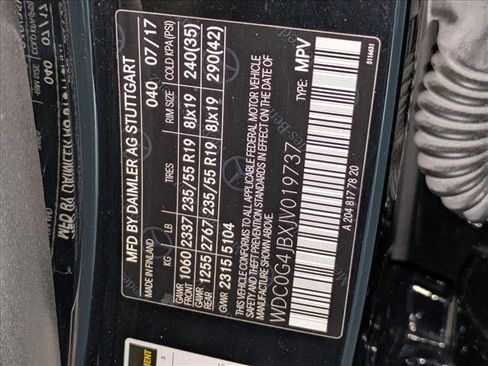 MFD BY DAIMLER AG STUTTGART
MADE IN FINLAND 040 07/17
KG LB TIRES RIM SIZE COLD KPA(PSI)
GAWR FRONT 1060 2337 235/55 R19 8Jx19 240(35)
GAWR REAR 1255 2767 235/55 R19 8Jx19 290(42)
GVWR 2315 5104
THIS VEHICLE CONFORMS TO ALL APPLICABLE FEDERAL MOTOR VEHICLE
SAFETY, BUMPER AND THEFT PREVENTION STANDARDS IN EFFECT ON THE DATE OF
MANUFACTURE SHOWN ABOVE.
WDC0G4JBXJV019737 TYPE: MPV
A 204 817 78 20